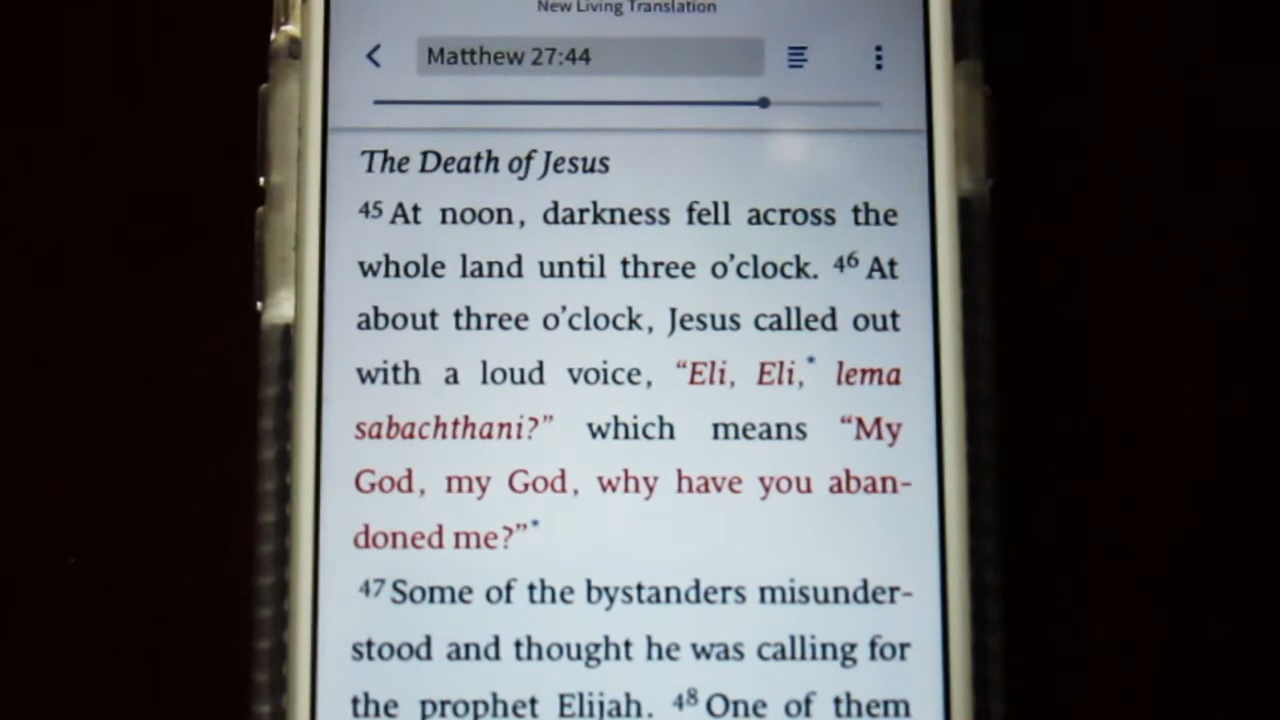 New Living Translation
Matthew 27:44
The Death of Jesus
45 At noon, darkness fell across the
whole land until three o’clock. 46 At
about three o’clock, Jesus called out
with a loud voice, “Eli, Eli,* lema
sabachthani?” which means “My
God, my God, why have you aban-
doned me?”*
47 Some of the bystanders misunder-
stood and thought he was calling for
the prophet Elijah. 48 One of them